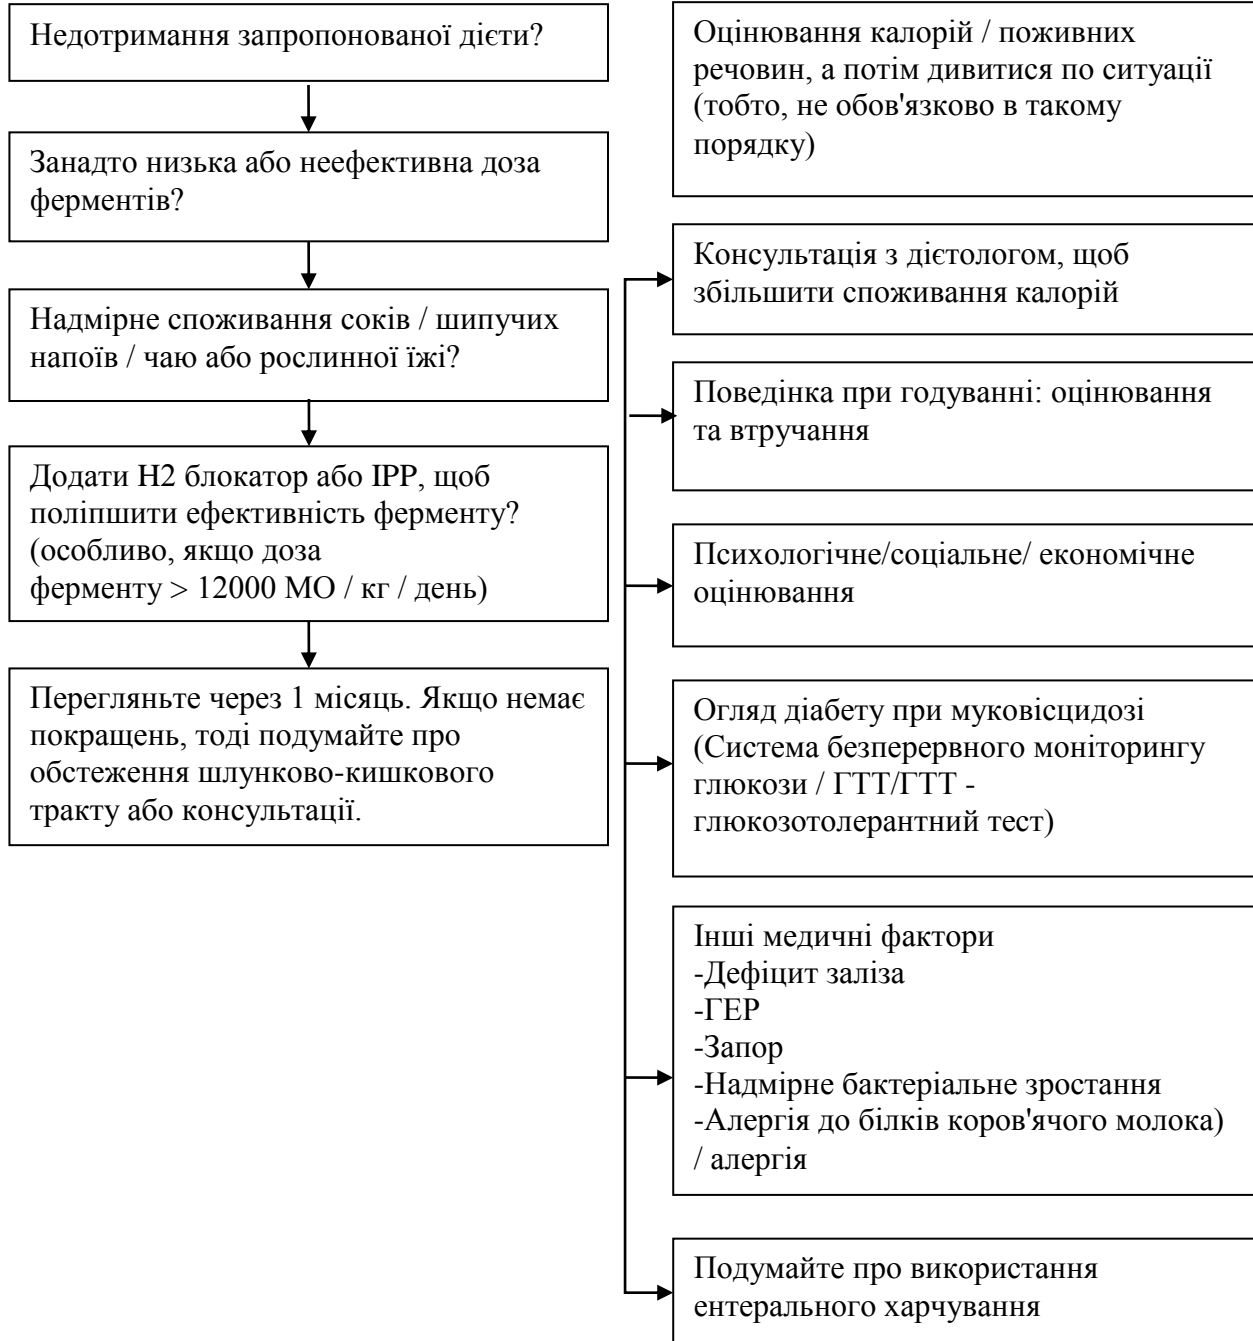 Недотримання запропонованої дієти?
Занадто низька або неефективна доза
ферментів?
Надмірне споживання соків / шипучих
напоїв / чаю або рослинної їжі?
Додати Н2 блокатор або ІРР, щоб
поліпшити ефективність ферменту?
(особливо, якщо доза
ферменту > 12000 МО / кг / день)
Перегляньте через 1 місяць. Якщо немає
покращень, тоді подумайте про
обстеження шлунково-кишкового
тракту або консультації.
Оцінювання калорій / поживних
речовин, а потім дивитися по ситуації
(тобто, не обов'язково в такому
порядку)
Консультація з дієтологом, щоб
збільшити споживання калорій
Поведінка при годуванні: оцінювання
та втручання
Психологічне/соціальне/ економічне
оцінювання
Огляд діабету при муковісцидозі
(Система безперервного моніторингу
глюкози / ГТТ/ГТТ -
глюкозотолерантний тест)
Інші медичні фактори
-Дефіцит заліза
-ГЕР
-Запор
-Надмірне бактеріальне зростання
-Алергія до білків коров'ячого молока)
/ алергія
Подумайте про використання
ентерального харчування